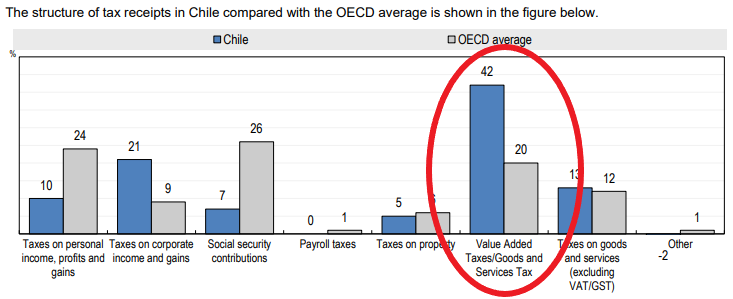 The structure of tax receipts in Chile compared with the OECD average is shown in the figure below.
Chile
OECD average
%
10
24
21
9
7
26
0
1
5
42
20
13
12
-2
1
Taxes on personal income, profits and gains
Taxes on corporate income and gains
Social security contributions
Payroll taxes
Taxes on property
Value Added Taxes/Goods and Services Tax
Taxes on goods and services (excluding VAT/GST)
Other